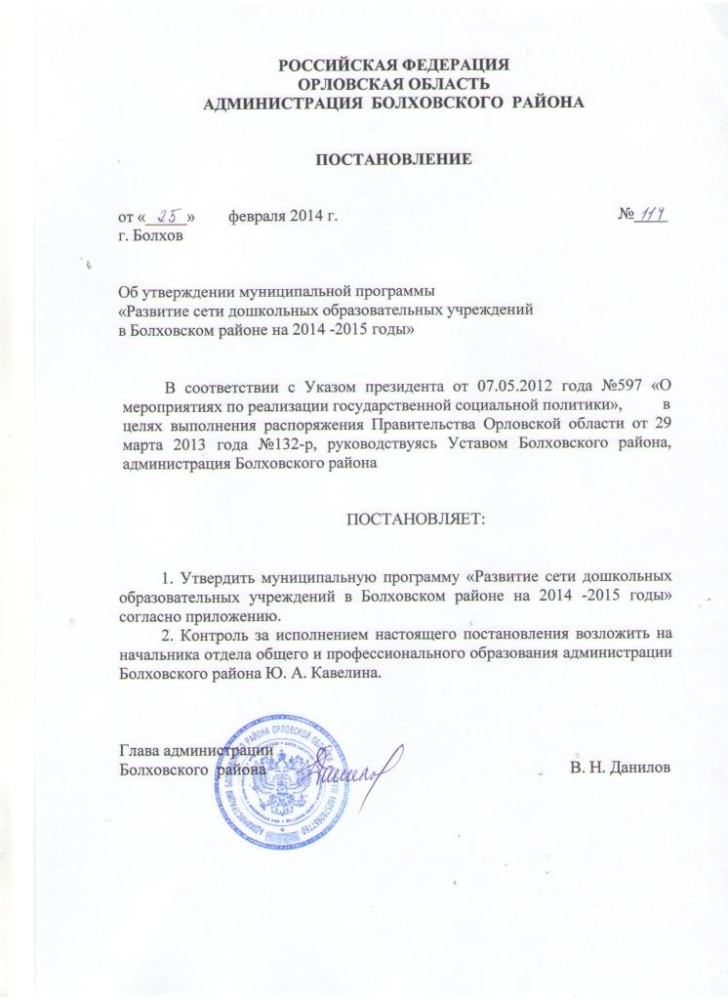 РОССИЙСКАЯ ФЕДЕРАЦИЯ
ОРЛОВСКАЯ ОБЛАСТЬ
АДМИНИСТРАЦИЯ БОЛХОВСКОГО РАЙОНА
ПОСТАНОВЛЕНИЕ
от « 25 » февраля 2014 г. № 114
г. Болхов
Об утверждении муниципальной программы
«Развитие сети дошкольных образовательных учреждений
в Болховском районе на 2014 -2015 годы»
В соответствии с Указом президента от 07.05.2012 года №597 «О
мероприятиях по реализации государственной социальной политики», в
целях выполнения распоряжения Правительства Орловской области от 29
марта 2013 года №132-р, руководствуясь Уставом Болховского района,
администрация Болховского района
ПОСТАНОВЛЯЕТ:
1. Утвердить муниципальную программу «Развитие сети дошкольных
образовательных учреждений в Болховском районе на 2014 -2015 годы»
согласно приложению.
2. Контроль за исполнением настоящего постановления возложить на
начальника отдела общего и профессионального образования администрации
Болховского района Ю. А. Кавелина.
Глава администрации
Болховского района В. Н. Данилов
АДМИНИСТРАЦИЯ БОЛХОВСКОГО РАЙОНА ОРЛОВСКОЙ ОБЛАСТИ